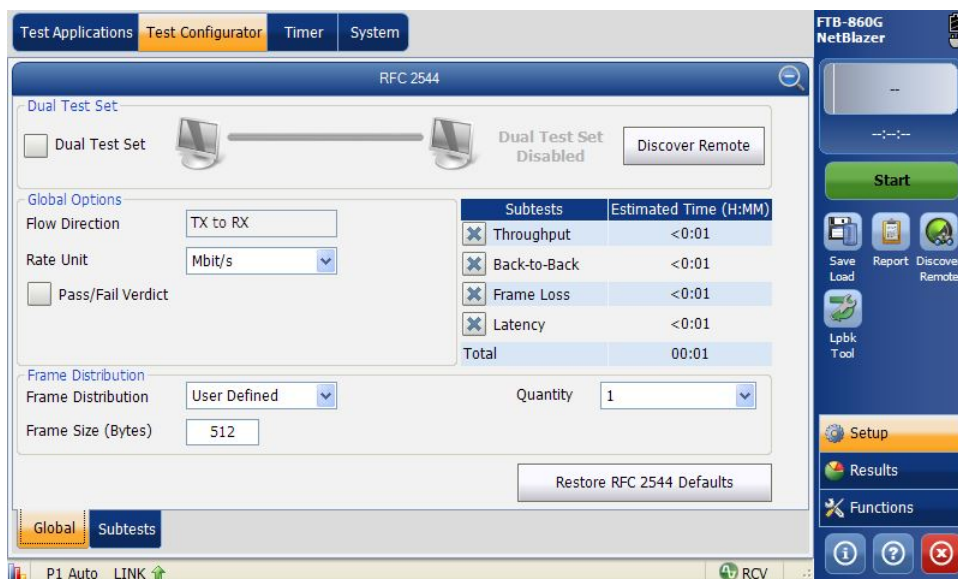 Test Applications Test Configurator Timer System
FTB-860G
NetBlazer
RFC 2544
Dual Test Set
Dual Test Set
Dual Test Set
Disabled
Discover Remote
--
--:--:--
Start
Global Options
Flow Direction TX to RX
Rate Unit Mbit/s
Pass/Fail Verdict
Subtests Estimated Time (H:MM)
Throughput <0:01
Back-to-Back <0:01
Frame Loss <0:01
Latency <0:01
Total 00:01
Save
Load
Report
Discove
Remote
Lpbk
Tool
Frame Distribution
Frame Distribution User Defined Quantity 1
Frame Size (Bytes) 512
Restore RFC 2544 Defaults
Setup
Results
Functions
Global Subtests
P1 Auto LINK RCV